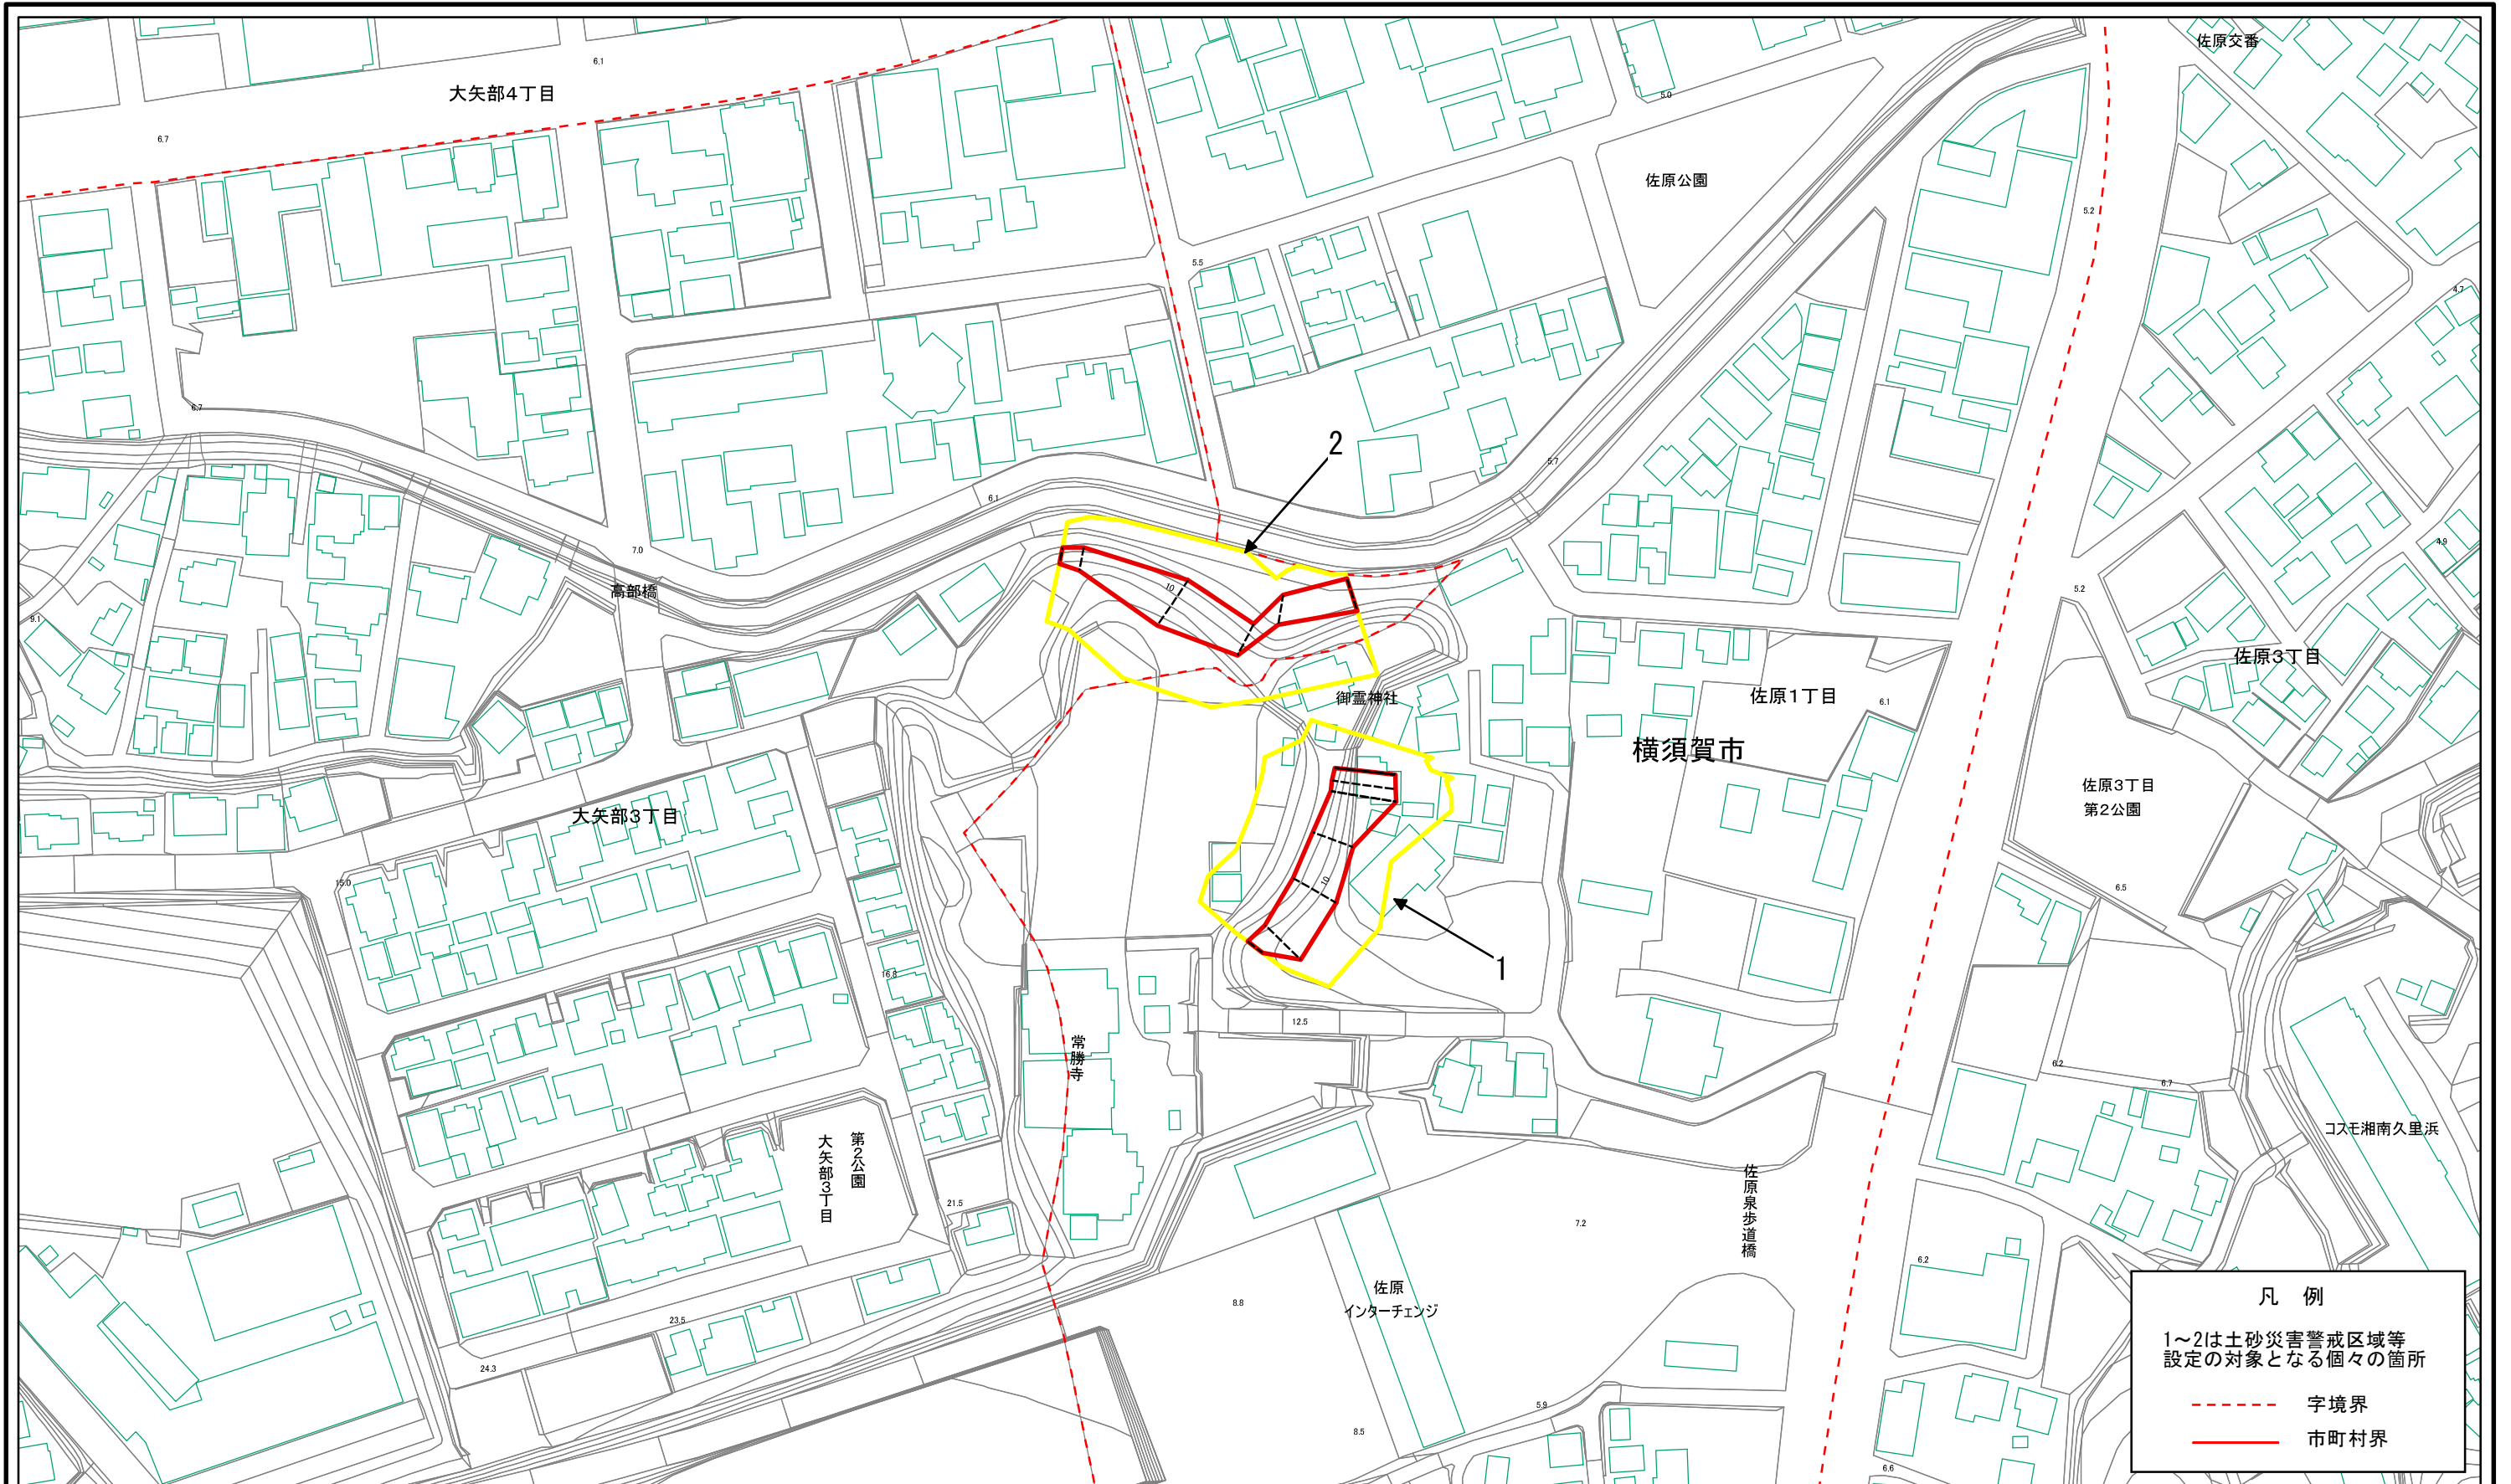 佐原交番
6.1
大矢部4丁目
5.0
6.7
佐原公園
5.2
5.5
4.7
6.7
2
5.7
6.1
4.9
7.0
高部橋
10
5.2
9.1
佐原3丁目
御霊神社
佐原1丁目
6.1
横須賀市
佐原3丁目
第2公園
大矢部3丁目
15.0
10
6.5
1
16.8
12.5
常勝寺
6.2
6.7
コスモ湘南久里浜
大矢部3丁目
第2公園
佐原泉歩道橋
21.5
7.2
6.2
佐原
インターチェンジ
8.8
23.5
24.3
5.9
8.5
6.6
凡 例
1~2は土砂災害警戒区域等
設定の対象となる個々の箇所
字境界
市町村界